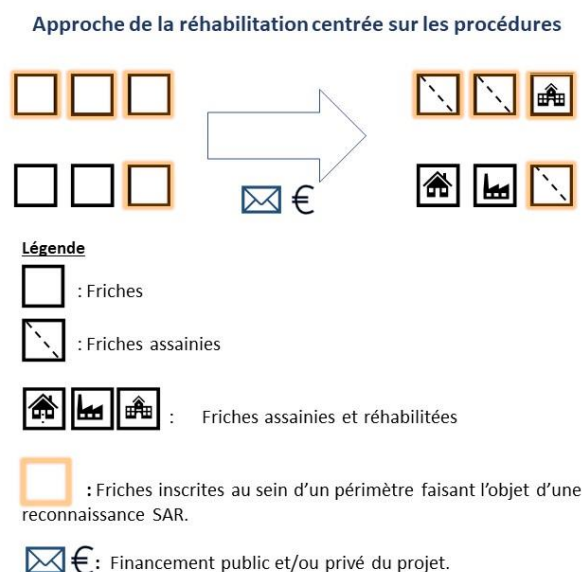 Approche de la réhabilitation centrée sur les procédures
€
Légende
: Friches
: Friches assainies
: Friches assainies et réhabilitées
: Friches inscrites au sein d’un périmètre faisant l’objet d’une
reconnaissance SAR.
€ : Financement public et/ou privé du projet.